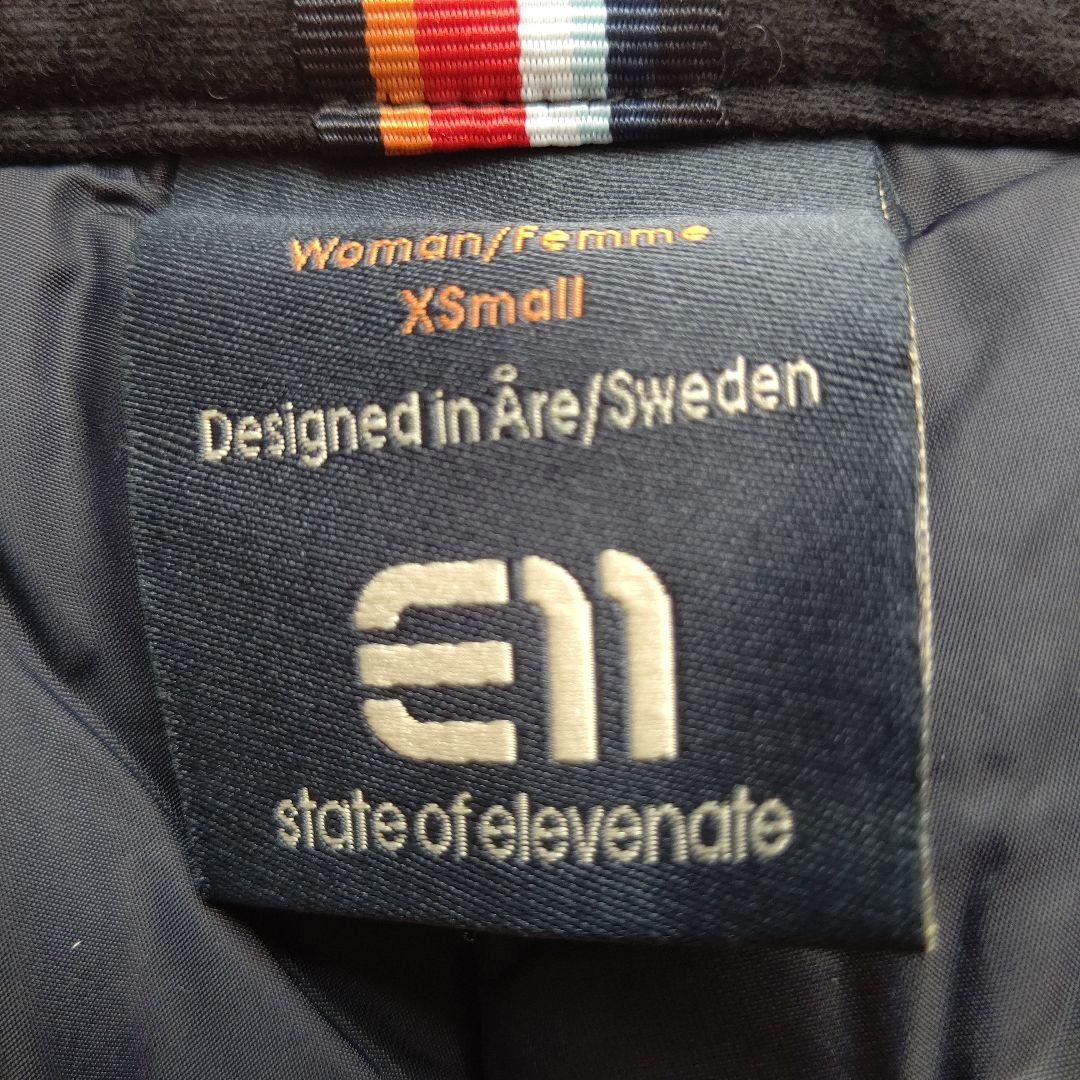 Woman/Femme
XSmall
Designed in Åre/Sweden
E11
state of elevenate